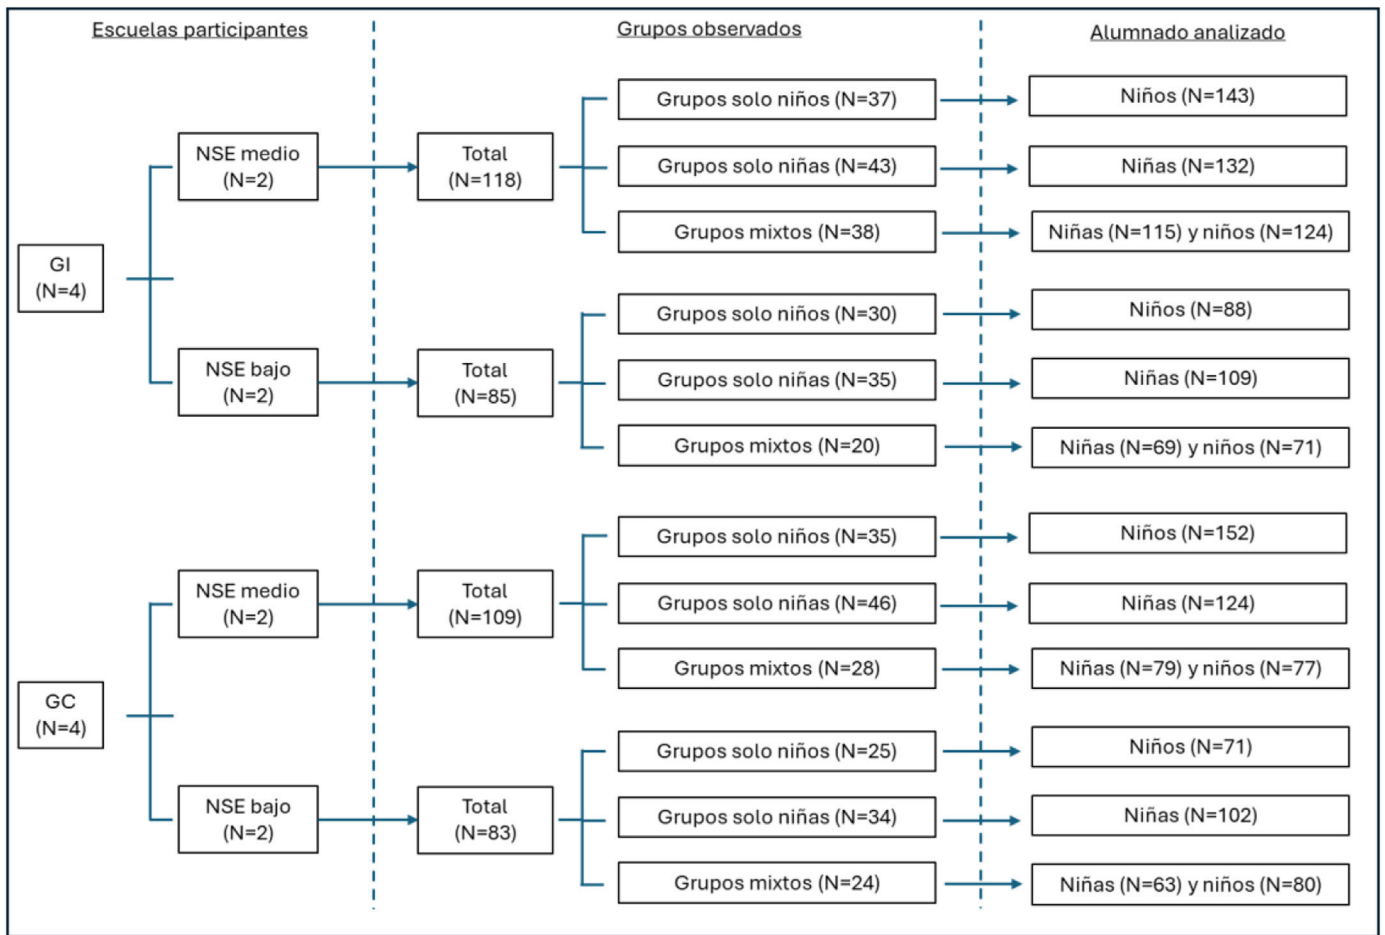 Escuelas participantes
Grupos observados
Alumnado analizado
GI
(N=4)
NSE medio
(N=2)
Total
(N=118)
Grupos solo niños (N=37)
Niños (N=143)
Grupos solo niñas (N=43)
Niñas (N=132)
Grupos mixtos (N=38)
Niñas (N=115) y niños (N=124)
NSE bajo
(N=2)
Total
(N=85)
Grupos solo niños (N=30)
Niños (N=88)
Grupos solo niñas (N=35)
Niñas (N=109)
Grupos mixtos (N=20)
Niñas (N=69) y niños (N=71)
GC
(N=4)
NSE medio
(N=2)
Total
(N=109)
Grupos solo niños (N=35)
Niños (N=152)
Grupos solo niñas (N=46)
Niñas (N=124)
Grupos mixtos (N=28)
Niñas (N=79) y niños (N=77)
NSE bajo
(N=2)
Total
(N=83)
Grupos solo niños (N=25)
Niños (N=71)
Grupos solo niñas (N=34)
Niñas (N=102)
Grupos mixtos (N=24)
Niñas (N=63) y niños (N=80)